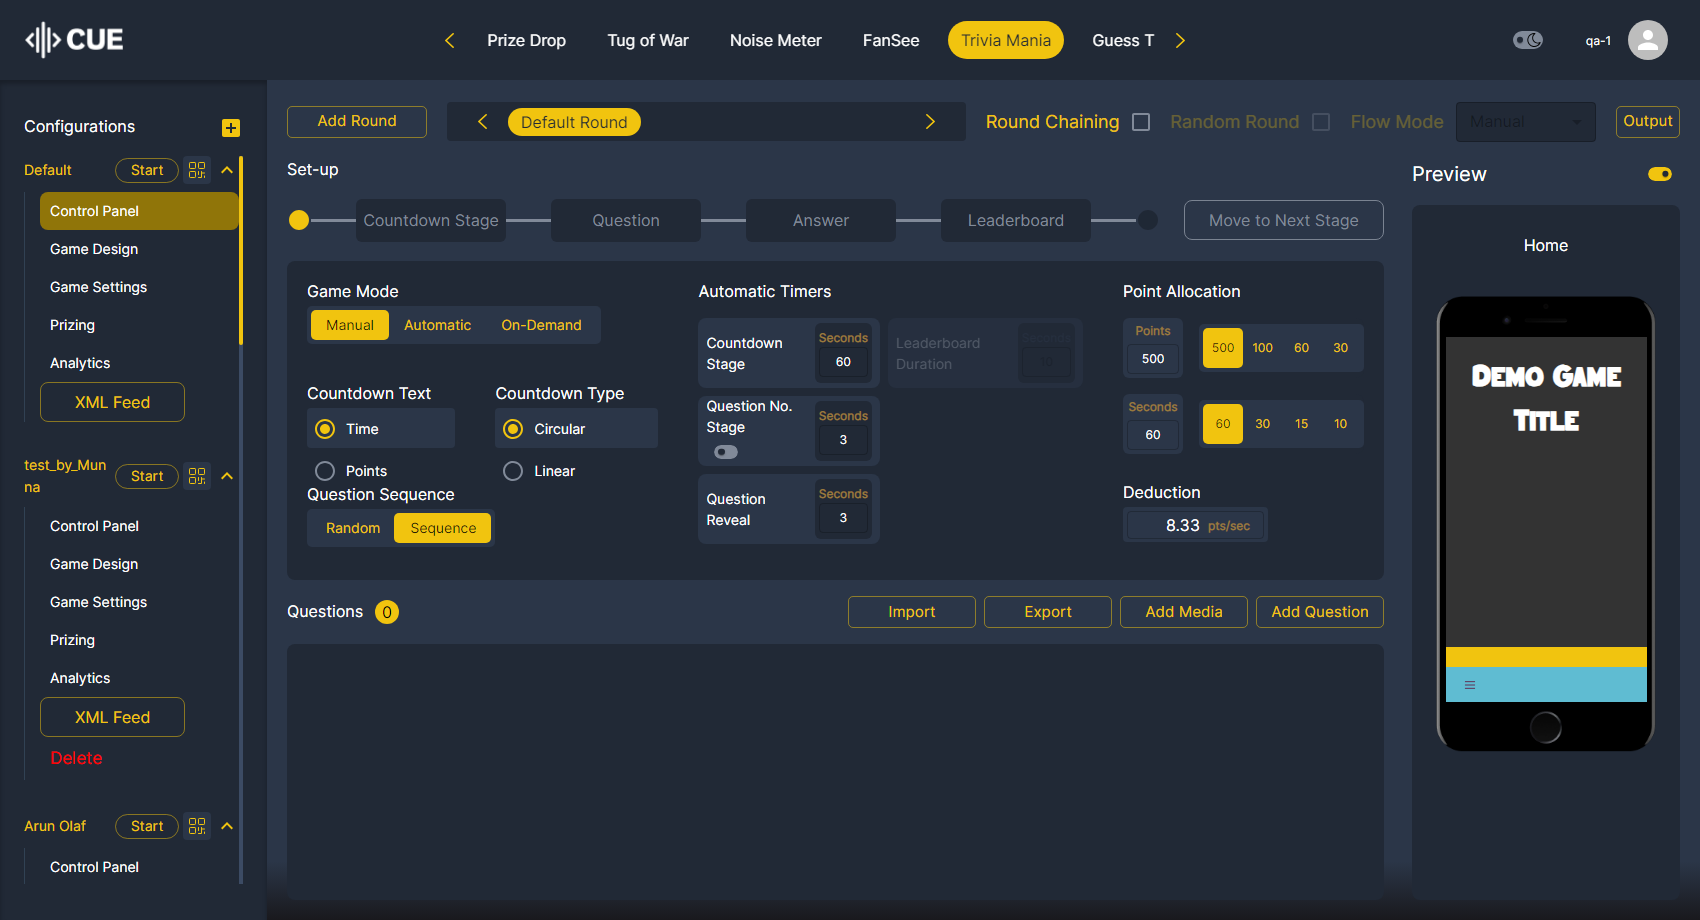 CUE
Prize Drop
Tug of War
Noise Meter
FanSee
Trivia Mania
Guess T
qa-1
Configurations
Default
Start
Control Panel
Game Design
Game Settings
Prizing
Analytics
XML Feed
test_by_Mun
na
Start
Control Panel
Game Design
Game Settings
Prizing
Analytics
XML Feed
Delete
Arun Olaf
Start
Control Panel
Add Round
Default Round
Round Chaining
Random Round
Flow Mode
Manual
Output
Set-up
Countdown Stage
Question
Answer
Leaderboard
Move to Next Stage
Game Mode
Manual
Automatic
On-Demand
Countdown Text
Time
Points
Countdown Type
Circular
Linear
Question Sequence
Random
Sequence
Automatic Timers
Countdown
Stage
Seconds
60
Leaderboard
Duration
Seconds
10
Question No.
Stage
Seconds
3
Question
Reveal
Seconds
3
Point Allocation
Points
500
500
100
60
30
Seconds
60
60
30
15
10
Deduction
8.33 pts/sec
Questions 0
Import
Export
Add Media
Add Question
Preview
Home
Demo Game
Title